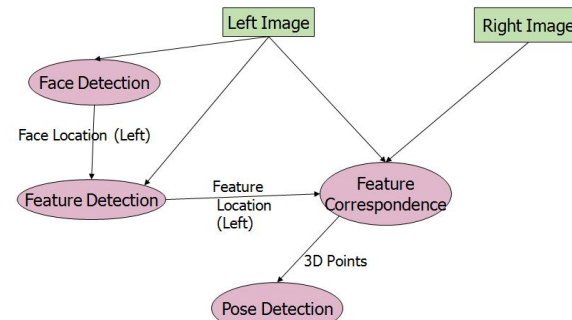 Left Image
Right Image
Face Detection
Face Location (Left)
Feature Detection
Feature
Location
(Left)
Feature
Correspondence
3D Points
Pose Detection